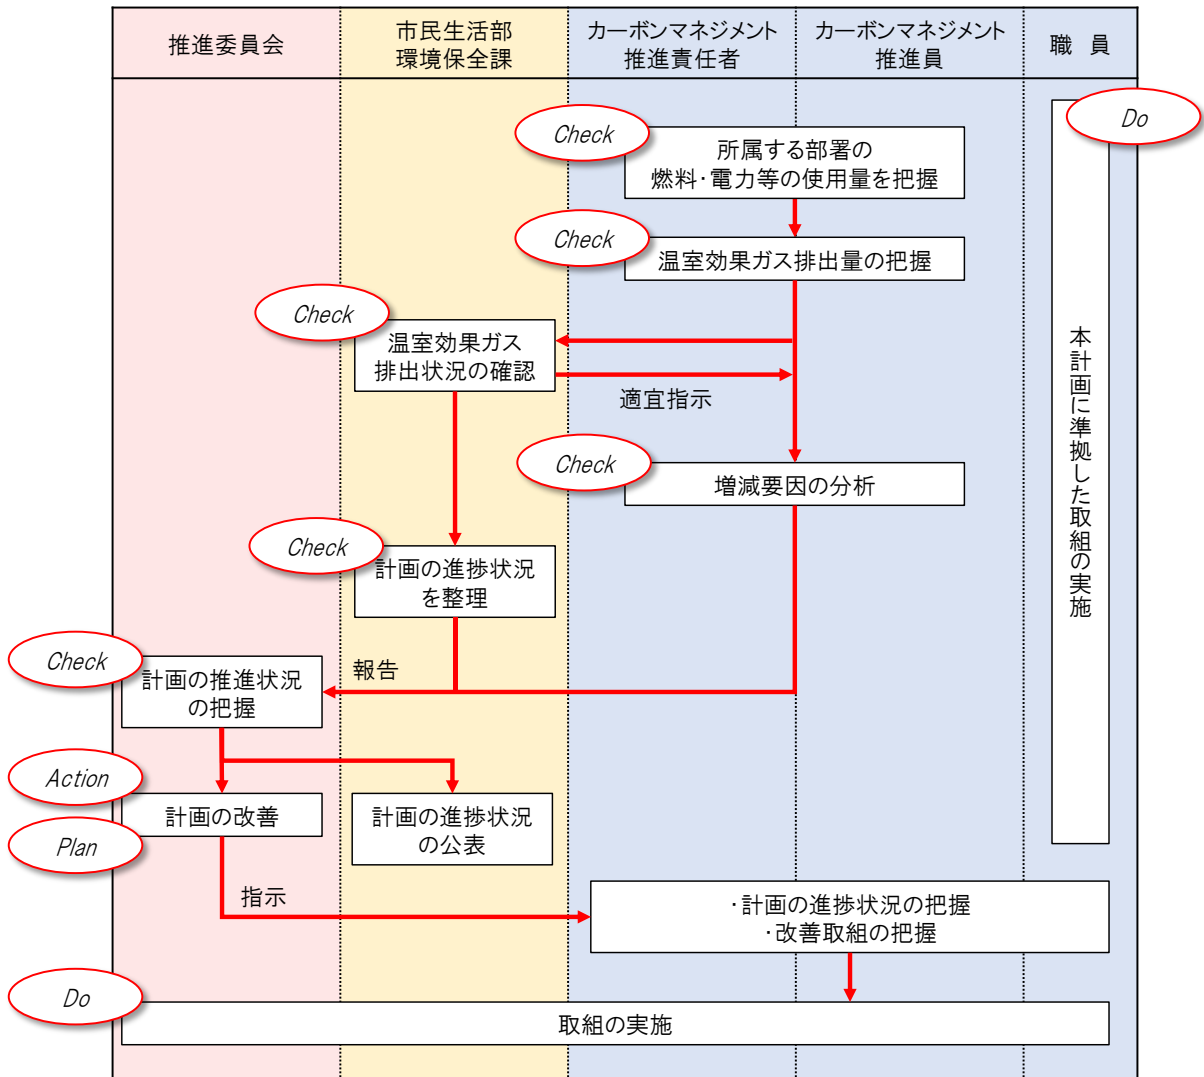 推進委員会
市民生活部
環境保全課
カーボンマネジメント
推進責任者
カーボンマネジメント
推進員
職　員
Do
Check
所属する部署の
燃料・電力等の使用量を把握
Check
温室効果ガス排出量の把握
Check
温室効果ガス
排出状況の確認
適宜指示
本計画に準拠した取組の実施
Check
増減要因の分析
Check
計画の進捗状況
を整理
Check
計画の推進状況
の把握
報告
Action
計画の改善
Plan
計画の進捗状況
の公表
指示
・計画の進捗状況の把握
・改善取組の把握
Do
取組の実施